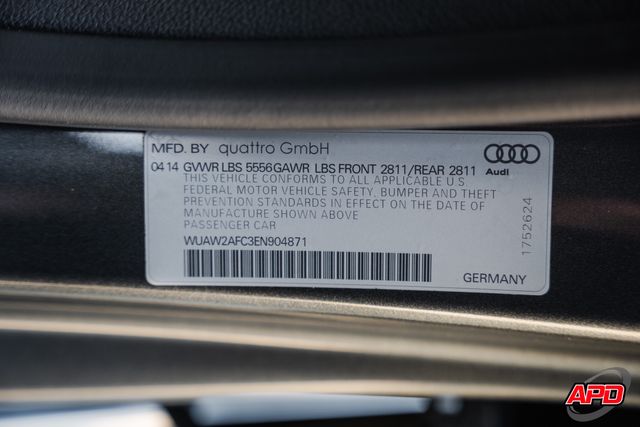 MFD. BY quattro GmbH
04 14 GVWR LBS 5556 GAWR LBS FRONT 2811/REAR 2811
THIS VEHICLE CONFORMS TO ALL APPLICABLE U S
FEDERAL MOTOR VEHICLE SAFETY, BUMPER AND THEFT
PREVENTION STANDARDS IN EFFECT ON THE DATE OF
MANUFACTURE SHOWN ABOVE
PASSENGER CAR
WUAW2AFC3EN904871
GERMANY
Audi
1752624
APD